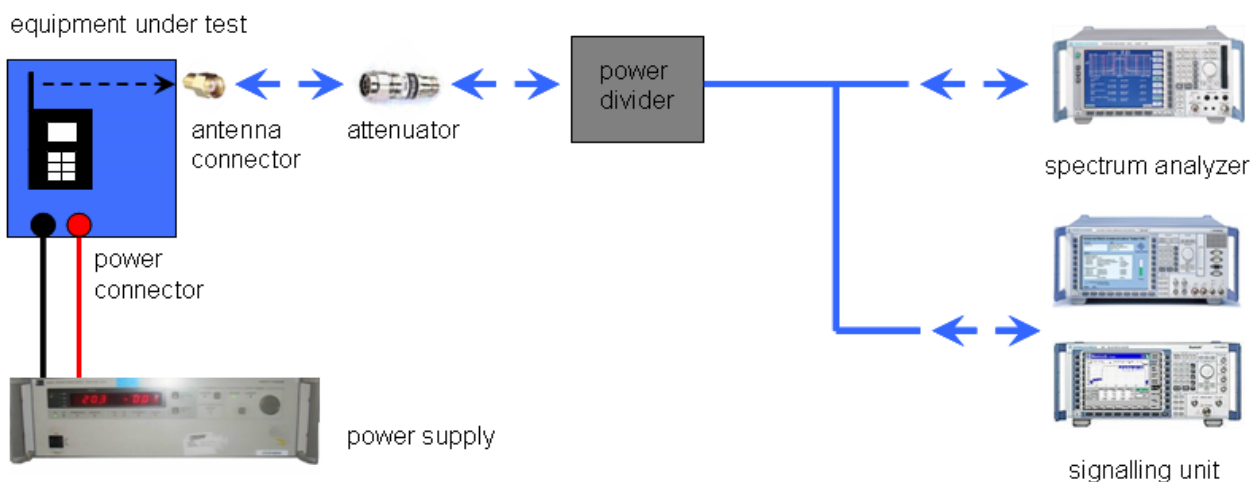 equipment under test
power
divider
antenna
connector
attenuator
spectrum analyzer
power
connector
power supply
signalling unit